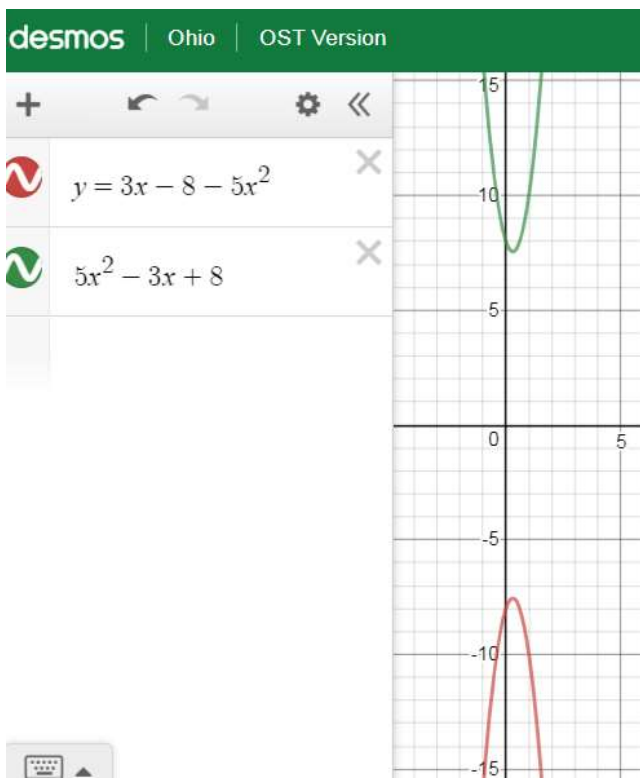 desmos | Ohio | OST Version
y = 3x − 8 − 5x²
5x² − 3x + 8
15
10
5
0
5
-5
-10
-15